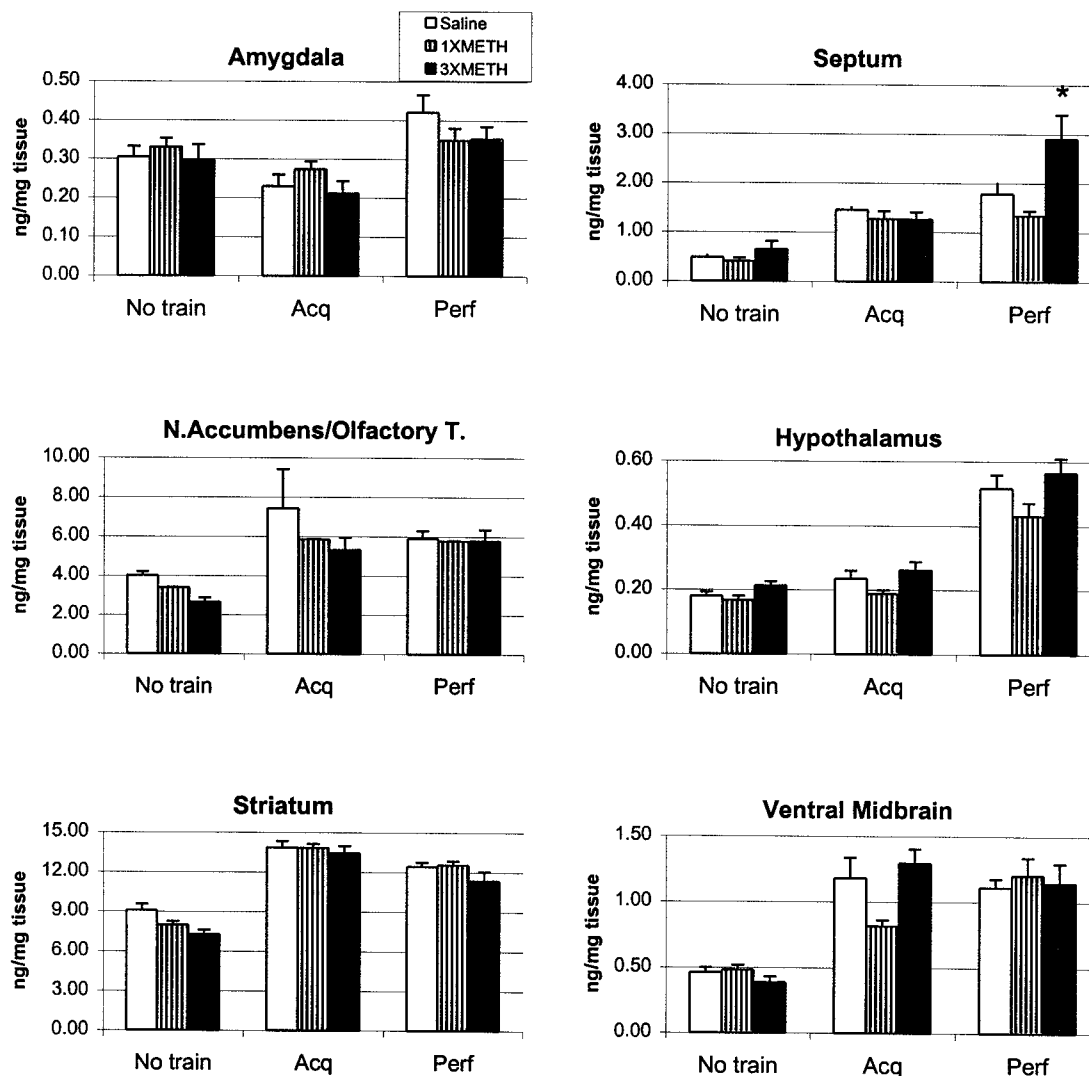 Saline
1XMETH
3XMETH
Amygdala
ng/mg tissue
0.50
0.40
0.30
0.20
0.10
0.00
No train Acq Perf
Septum
ng/mg tissue
4.00
3.00
2.00
1.00
0.00
*
No train Acq Perf
N.Accumbens/Olfactory T.
ng/mg tissue
10.00
8.00
6.00
4.00
2.00
0.00
No train Acq Perf
Hypothalamus
ng/mg tissue
0.60
0.40
0.20
0.00
No train Acq Perf
Striatum
ng/mg tissue
15.00
12.00
9.00
6.00
3.00
0.00
No train Acq Perf
Ventral Midbrain
ng/mg tissue
1.50
1.00
0.50
0.00
No train Acq Perf